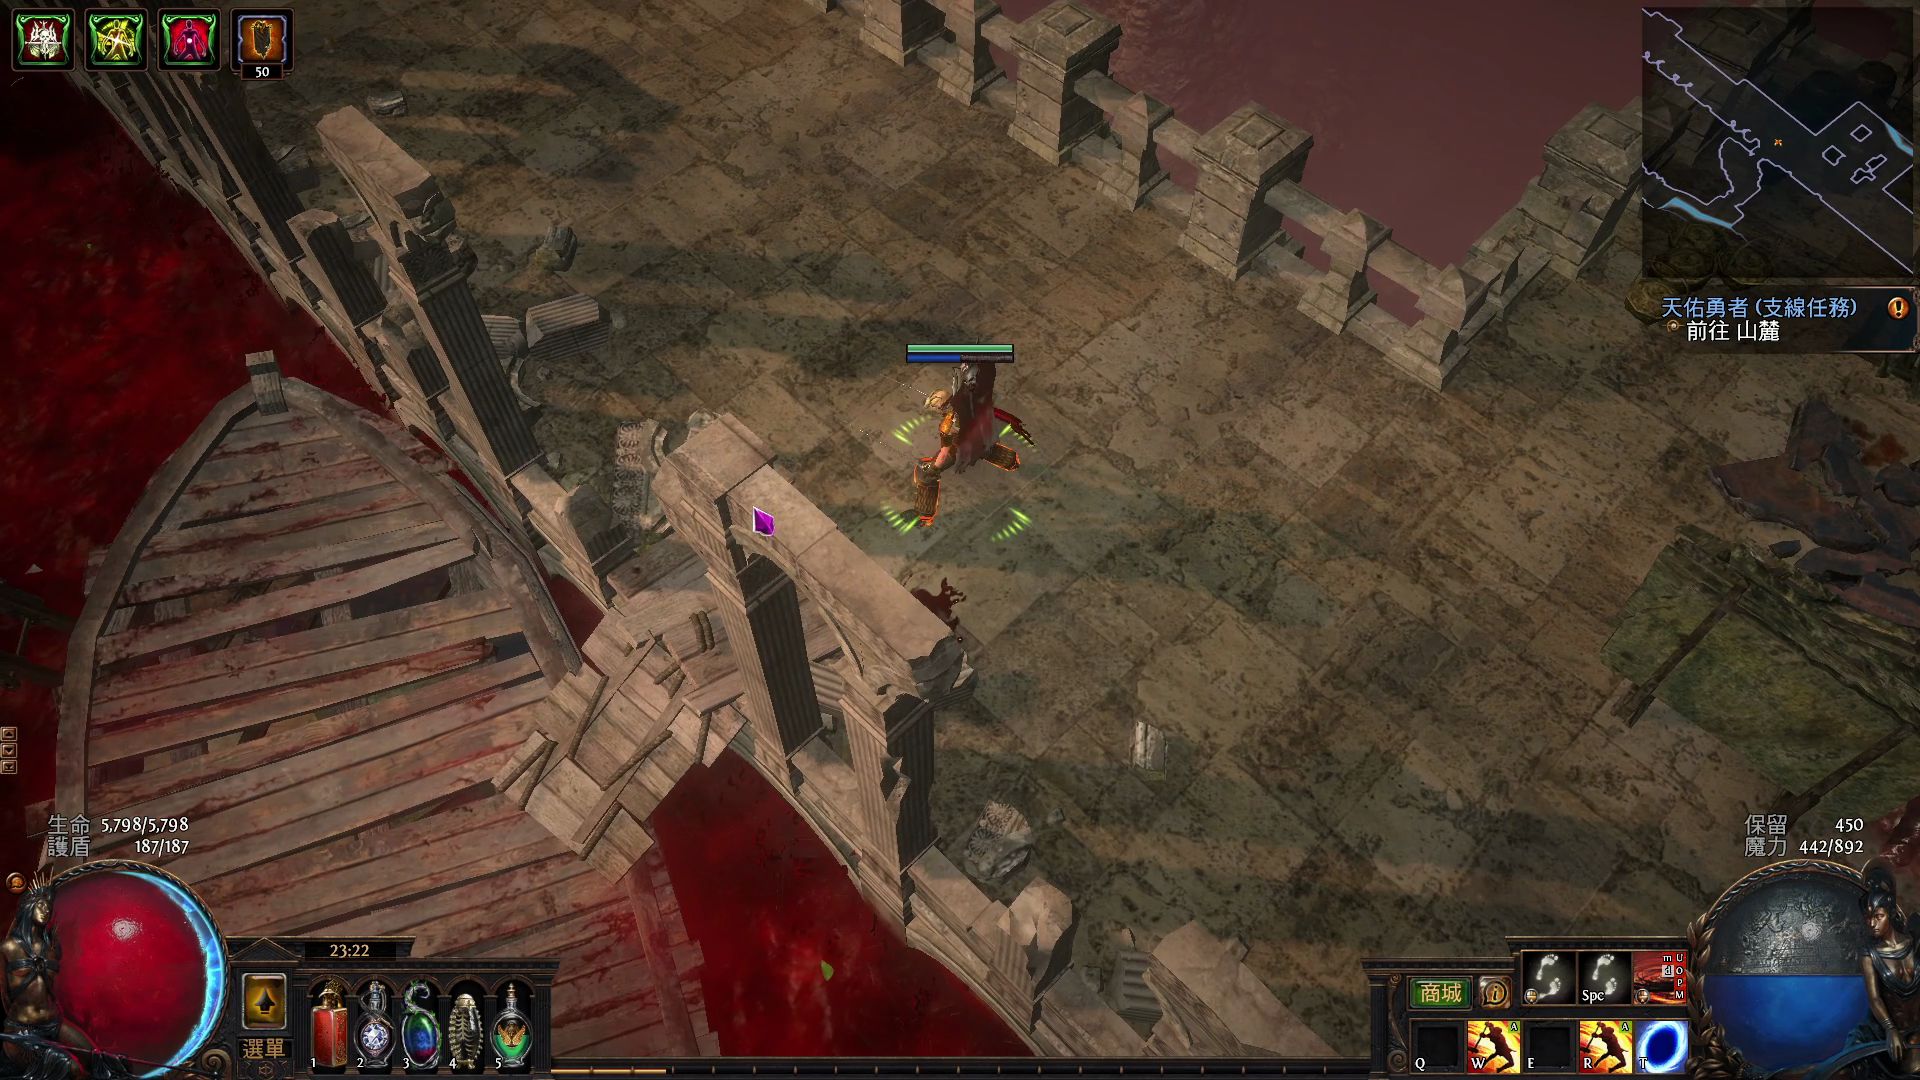 50
天佑勇者 (支線任務)
前往 山麓
生命 5,798/5,798
護盾 187/187
保留 450
魔力 442/892
23:22
選單
1 2 3 4 5
商城
Spc
m U
d O
P
M
Q W A E R A T